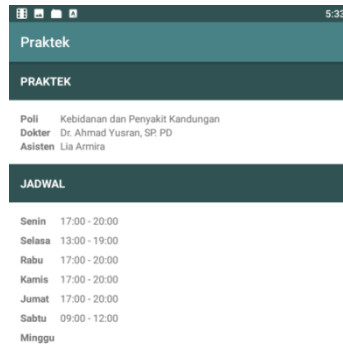 5:33
Praktek
PRAKTEK
Poli Kebidanan dan Penyakit Kandungan
Dokter Dr. Ahmad Yusran, SP. PD
Asisten Lia Armira
JADWAL
Senin 17:00 - 20:00
Selasa 13:00 - 19:00
Rabu 17:00 - 20:00
Kamis 17:00 - 20:00
Jumat 17:00 - 20:00
Sabtu 09:00 - 12:00
Minggu